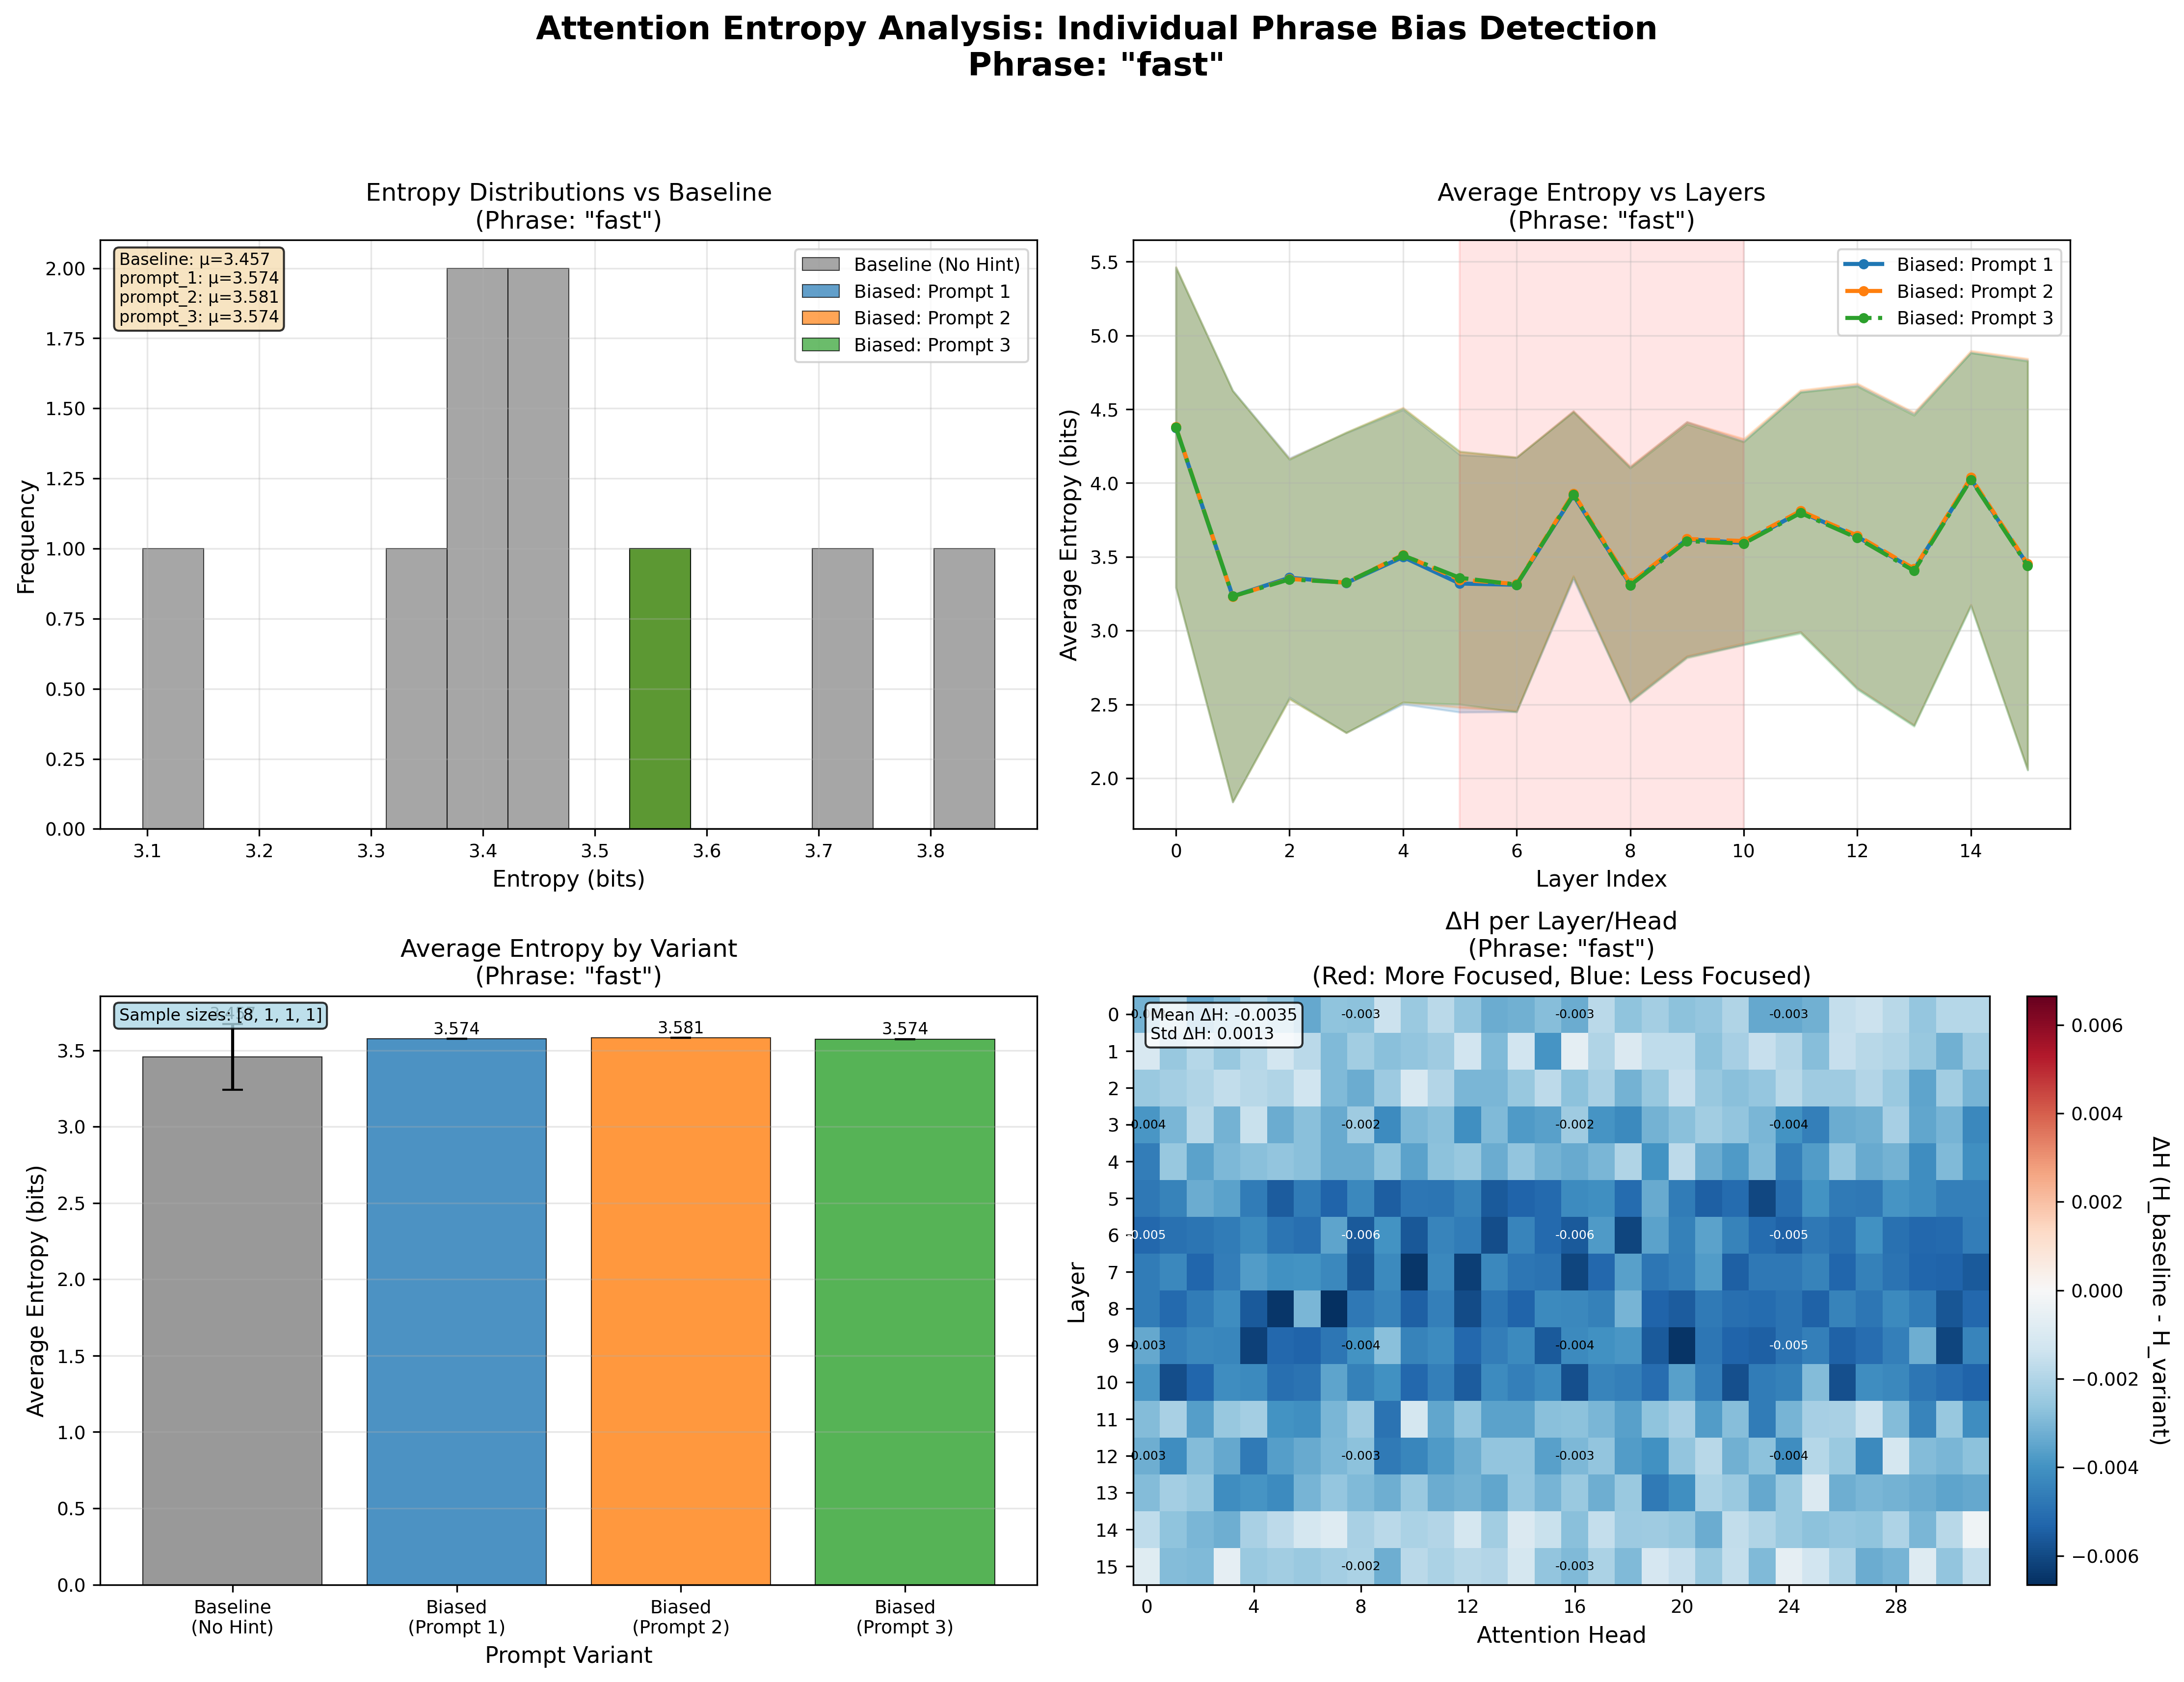 Attention Entropy Analysis: Individual Phrase Bias Detection
Phrase: "fast"
Entropy Distributions vs Baseline
(Phrase: "fast")
Baseline: μ=3.457
prompt_1: μ=3.574
prompt_2: μ=3.581
prompt_3: μ=3.574
Baseline (No Hint)
Biased: Prompt 1
Biased: Prompt 2
Biased: Prompt 3
Frequency
2.00
1.75
1.50
1.25
1.00
0.75
0.50
0.25
0.00
3.1 3.2 3.3 3.4 3.5 3.6 3.7 3.8
Entropy (bits)
Average Entropy vs Layers
(Phrase: "fast")
Biased: Prompt 1
Biased: Prompt 2
Biased: Prompt 3
Average Entropy (bits)
5.5
5.0
4.5
4.0
3.5
3.0
2.5
2.0
0 2 4 6 8 10 12 14
Layer Index
Average Entropy by Variant
(Phrase: "fast")
Sample sizes: [8, 1, 1, 1]
3.574 3.581 3.574
Average Entropy (bits)
3.5
3.0
2.5
2.0
1.5
1.0
0.5
0.0
Baseline
(No Hint)
Biased
(Prompt 1)
Biased
(Prompt 2)
Biased
(Prompt 3)
Prompt Variant
ΔH per Layer/Head
(Phrase: "fast")
(Red: More Focused, Blue: Less Focused)
Mean ΔH: -0.0035
Std ΔH: 0.0013
Layer
0 -0.003 -0.003 -0.003
1
2
3 -0.004 -0.002 -0.002 -0.004
4
5
6 -0.005 -0.006 -0.006 -0.005
7
8
9 -0.003 -0.004 -0.004 -0.005
10
11
12 -0.003 -0.003 -0.003 -0.004
13
14
15 -0.002 -0.003
0 4 8 12 16 20 24 28
Attention Head
0.006
0.004
0.002
0.000
−0.002
−0.004
−0.006
ΔH (H_baseline - H_variant)